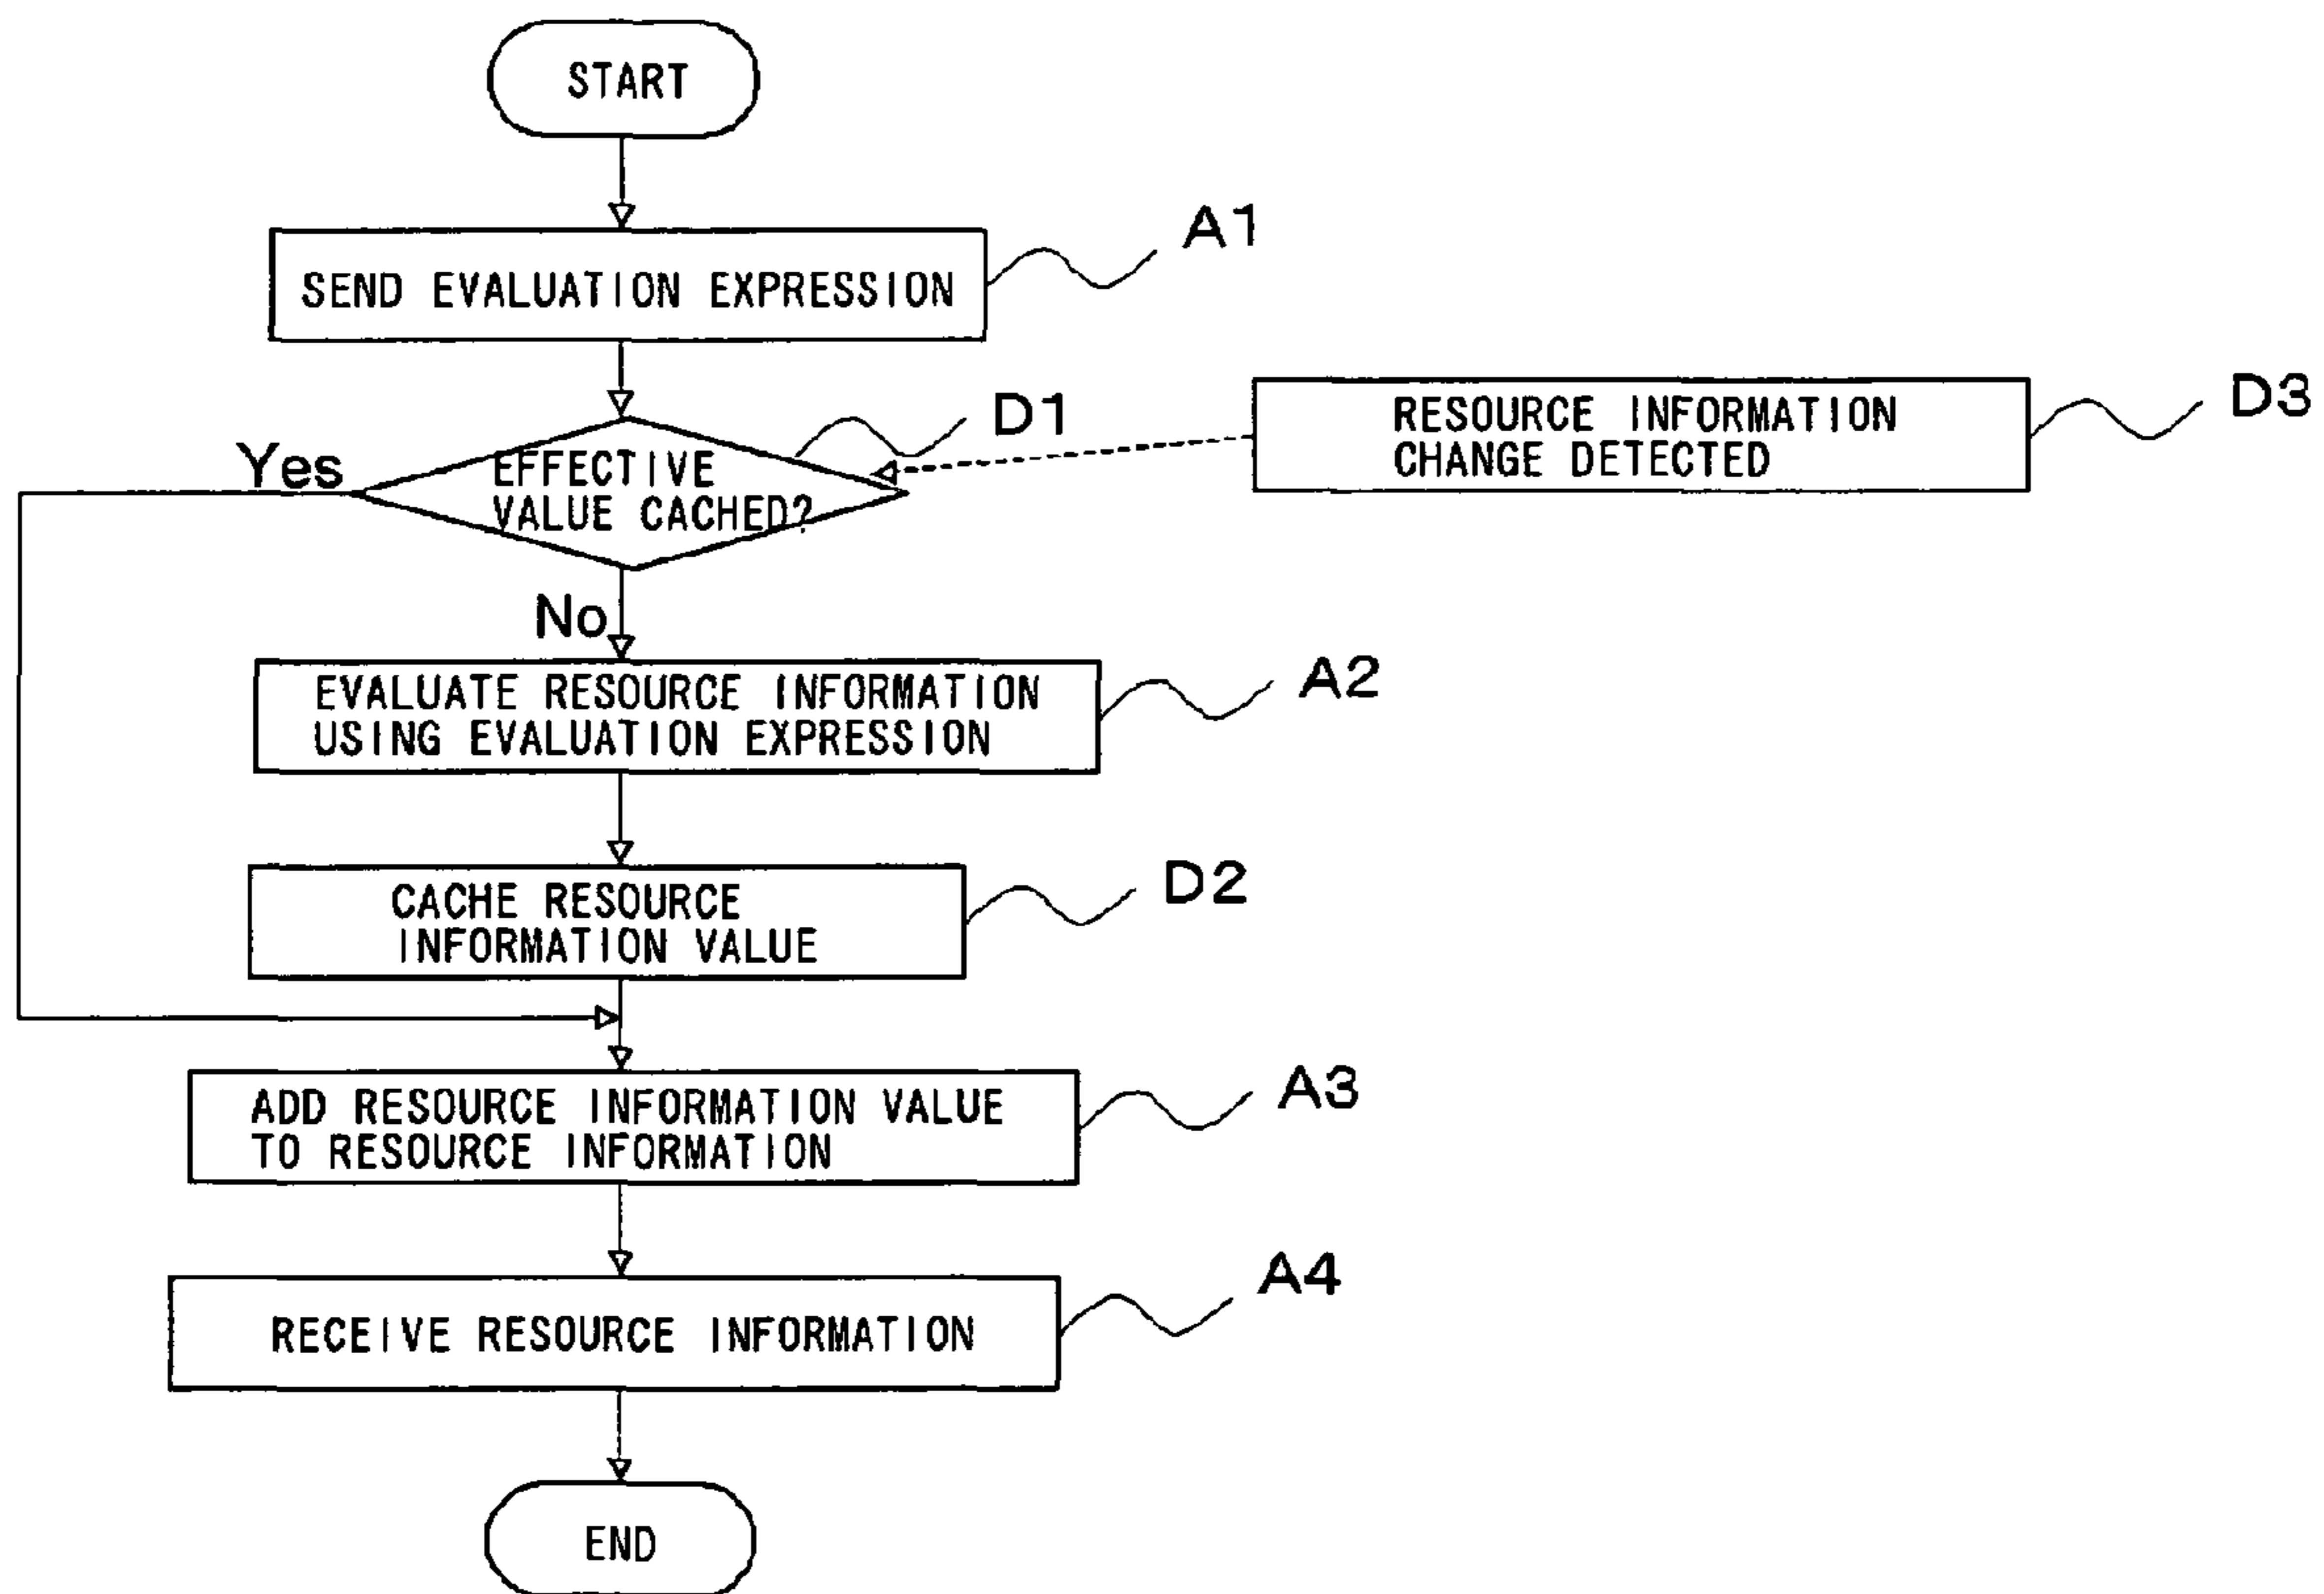 START
A1
SEND EVALUATION EXPRESSION
D3
RESOURCE INFORMATION
CHANGE DETECTED
D1
Yes
EFFECTIVE
VALUE CACHED?
No
A2
EVALUATE RESOURCE INFORMATION
USING EVALUATION EXPRESSION
D2
CACHE RESOURCE
INFORMATION VALUE
A3
ADD RESOURCE INFORMATION VALUE
TO RESOURCE INFORMATION
A4
RECEIVE RESOURCE INFORMATION
END